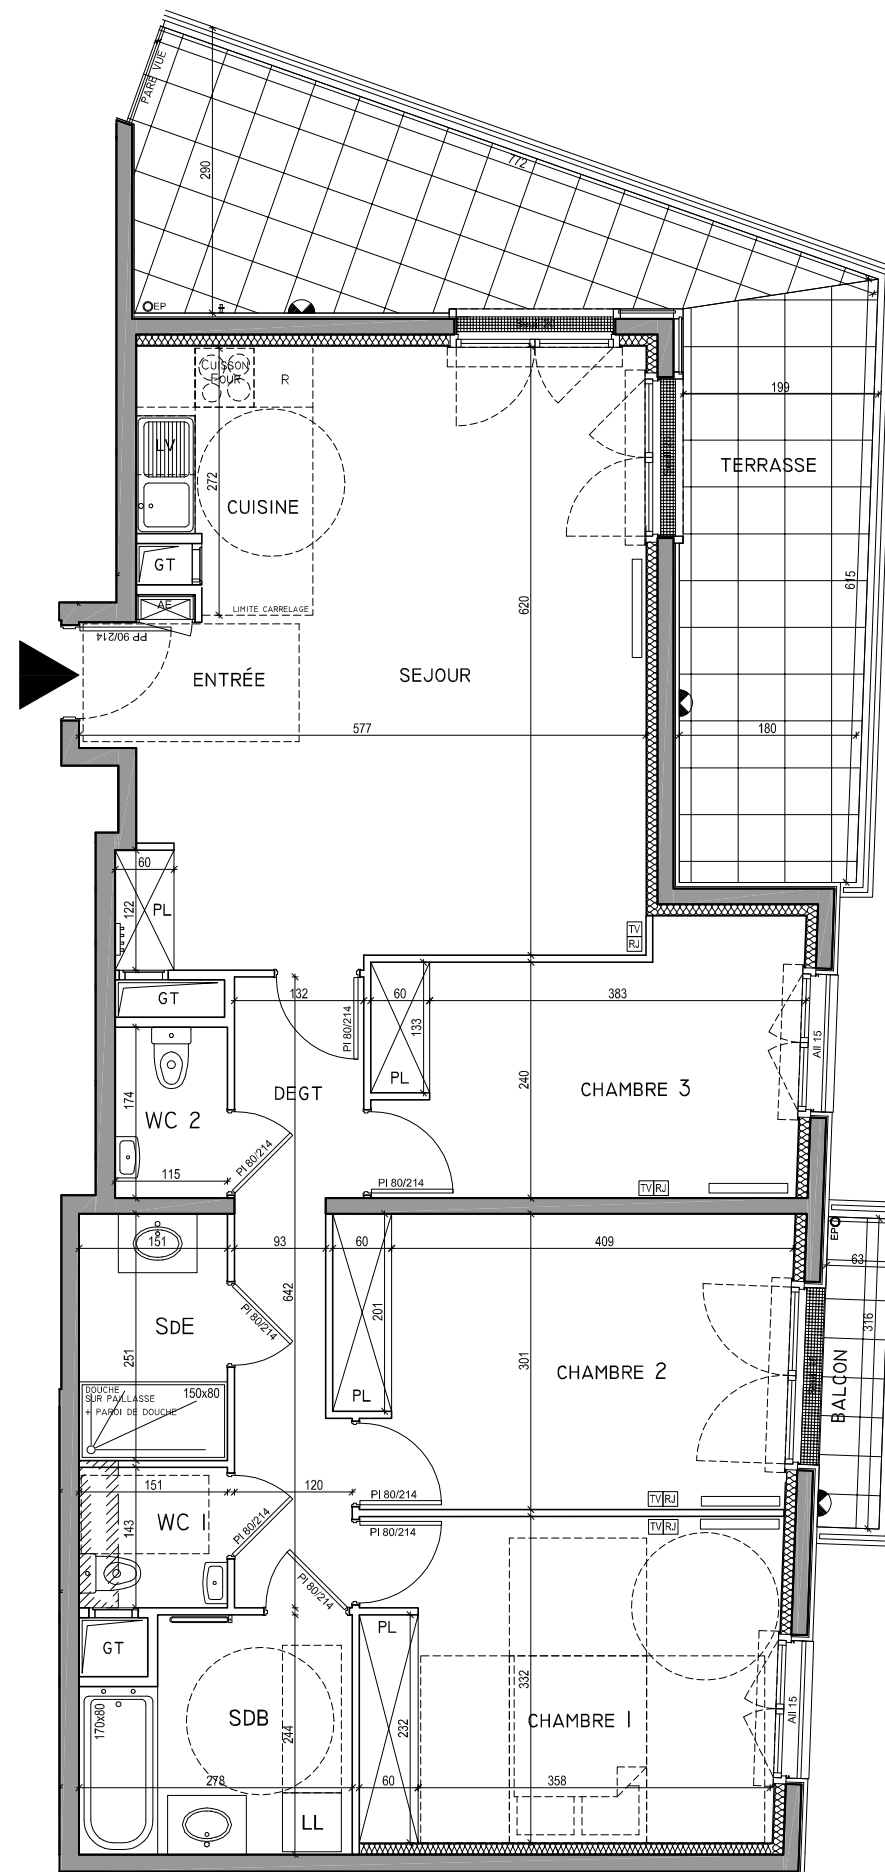 PARE VUE
772
290
EP
CUISSON
FOUR
R
199
LV
272
TERRASSE
CUISINE
GT
615
AE
LIMITE CARRELAGE
620
PP 90/214
ENTRÉE
SEJOUR
577
180
60
122
PL
TV
RJ
GT
132
60
383
PI 80/214
133
All 15
PL
240
174
DEGT
CHAMBRE 3
WC 2
PI 80/214
115
PI 80/214
TV RJ
EP
151
93
60
409
63
642
201
316
SDE
PI 80/214
251
301
CHAMBRE 2
BALCON
DOUCHE
SUR PAILLASSE
+ PAROI DE DOUCHE
150x80
PL
151
120
PI 80/214
TV RJ
WC 1
143
PI 80/214
PI 80/214
TV RJ
PI 80/214
GT
PL
332
170x80
SDB
244
232
CHAMBRE 1
All 15
278
60
358
LL